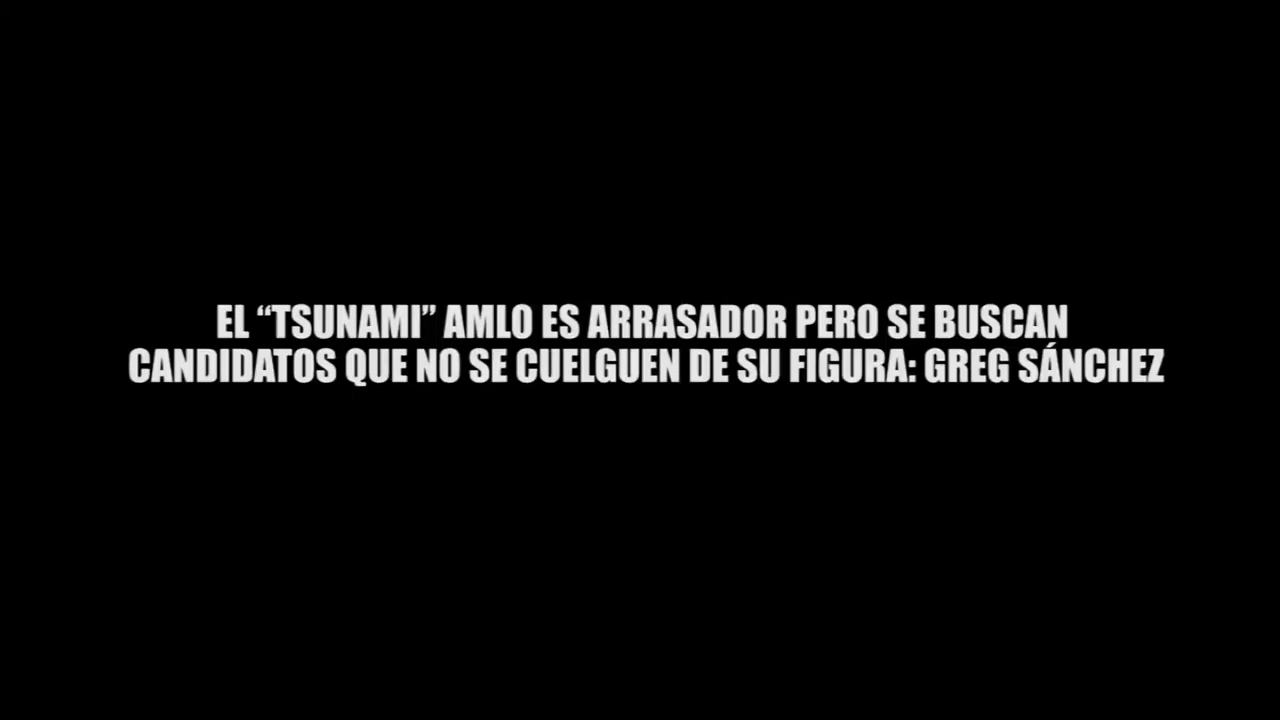 EL “TSUNAMI” AMLO ES ARRASADOR PERO SE BUSCAN
CANDIDATOS QUE NO SE CUELGUEN DE SU FIGURA: GREG SÁNCHEZ